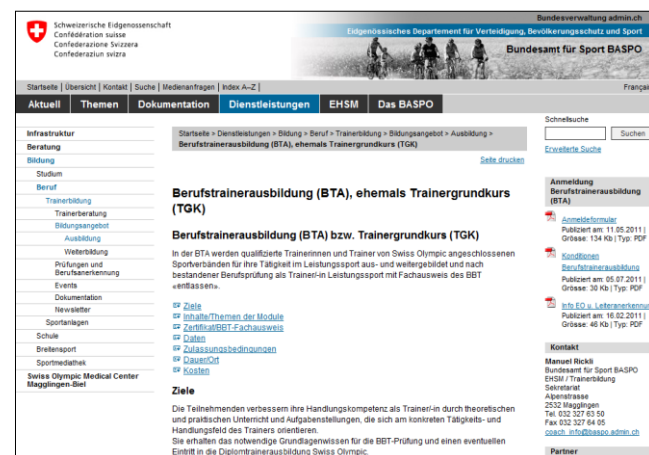 Schweizerische Eidgenossenschaft
Confédération suisse
Confederazione Svizzera
Confederaziun svizra
Bundesverwaltung admin.ch
Eidgenössisches Departement für Verteidigung, Bevölkerungsschutz und Sport
Bundesamt für Sport BASPO
Startseite | Übersicht | Kontakt | Suche | Medienanfragen | Index A–Z |
Françai
Aktuell Themen Dokumentation Dienstleistungen EHSM Das BASPO
Infrastruktur
Beratung
Bildung
Studium
Beruf
Trainerbildung
Trainerberatung
Bildungsangebot
Ausbildung
Weiterbildung
Prüfungen und
Berufsanerkennung
Events
Dokumentation
Newsletter
Sportanlagen
Schule
Breitensport
Sportmediathek
Swiss Olympic Medical Center
Magglingen-Biel
Startseite > Dienstleistungen > Bildung > Beruf > Trainerbildung > Bildungsangebot > Ausbildung >
Berufstrainerausbildung (BTA), ehemals Trainergrundkurs (TGK)
Seite drucken
Berufstrainerausbildung (BTA), ehemals Trainergrundkurs
(TGK)
Berufstrainerausbildung (BTA) bzw. Trainergrundkurs (TGK)
In der BTA werden qualifizierte Trainerinnen und Trainer von Swiss Olympic angeschlossenen
Sportverbänden für ihre Tätigkeit im Leistungssport aus- und weitergebildet und nach
bestandener Berufsprüfung als Trainer/-in Leistungssport mit Fachausweis des BBT
«entlassen».
Ziele
Inhalte/Themen der Module
Zertifikat/BBT-Fachausweis
Daten
Zulassungsbedingungen
Dauer/Ort
Kosten
Ziele
Die Teilnehmenden verbessern ihre Handlungskompetenz als Trainer/-in durch theoretischen
und praktischen Unterricht und Aufgabenstellungen, die sich am konkreten Tätigkeits- und
Handlungsfeld des Trainers orientieren.
Sie erhalten das notwendige Grundlagenwissen für die BBT-Prüfung und einen eventuellen
Eintritt in die Diplomtrainerausbildung Swiss Olympic.
Schnellsuche
Suchen
Erweiterte Suche
Anmeldung
Berufstrainerausbildung
(BTA)
Anmeldeformular
Publiziert am: 11.05.2011 |
Grösse: 134 Kb | Typ: PDF
Konditionen
Berufstrainerausbildung
Publiziert am: 05.07.2011 |
Grösse: 30 Kb | Typ: PDF
Info EO u. Leiteranerkennun
Publiziert am: 16.02.2011 |
Grösse: 46 Kb | Typ: PDF
Kontakt
Manuel Rickli
Bundesamt für Sport BASPO
EHSM / Trainerbildung
Sekretariat
Alpenstrasse
2532 Magglingen
Tel. 032 327 63 50
Fax 032 327 64 05
coach_info@baspo.admin.ch
Partner